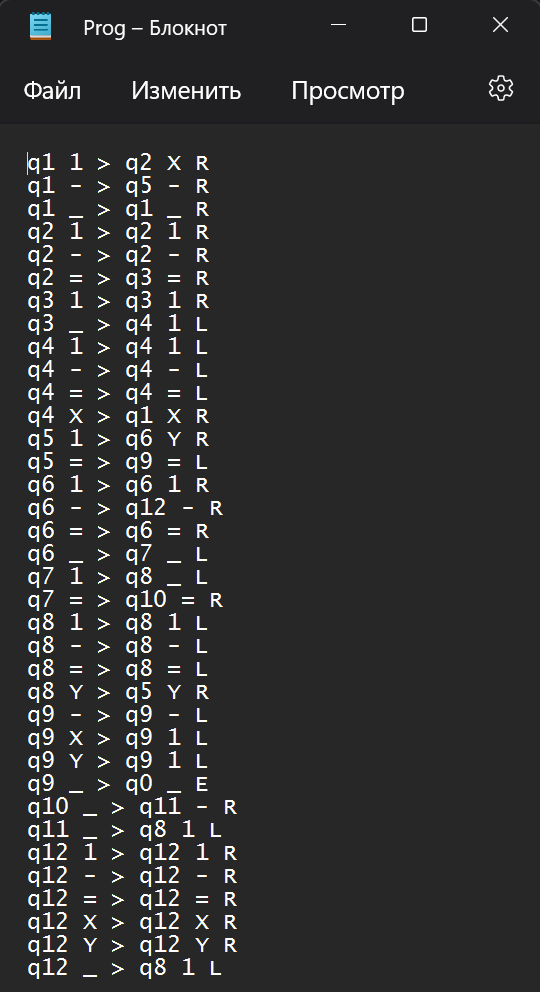 Prog – Блокнот
Файл Изменить Просмотр
q1 1 > q2 X R
q1 - > q5 - R
q1 _ > q1 _ R
q2 1 > q2 1 R
q2 - > q2 - R
q2 = > q3 = R
q3 1 > q3 1 R
q3 _ > q4 1 L
q4 1 > q4 1 L
q4 - > q4 - L
q4 = > q4 = L
q4 X > q1 X R
q5 1 > q6 Y R
q5 = > q9 = L
q6 1 > q6 1 R
q6 - > q12 - R
q6 = > q6 = R
q6 _ > q7 _ L
q7 1 > q8 _ L
q7 = > q10 = R
q8 1 > q8 1 L
q8 - > q8 - L
q8 = > q8 = L
q8 Y > q5 Y R
q9 - > q9 - L
q9 X > q9 1 L
q9 Y > q9 1 L
q9 _ > q0 _ E
q10 _ > q11 - R
q11 _ > q8 1 L
q12 1 > q12 1 R
q12 - > q12 - R
q12 = > q12 = R
q12 X > q12 X R
q12 Y > q12 Y R
q12 _ > q8 1 L